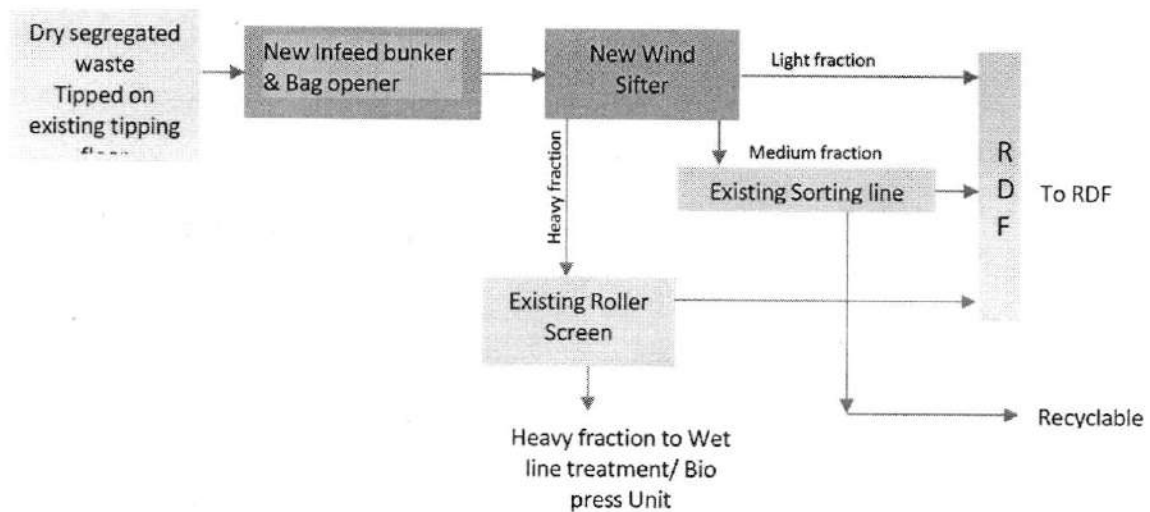 Dry segregated
waste
Tipped on
existing tipping
New Infeed bunker
& Bag opener
New Wind
Sifter
Light fraction
Heavy fraction
Medium fraction
Existing Sorting line
R
D
F
To RDF
Existing Roller
Screen
Recyclable
Heavy fraction to Wet
line treatment/ Bio
press Unit